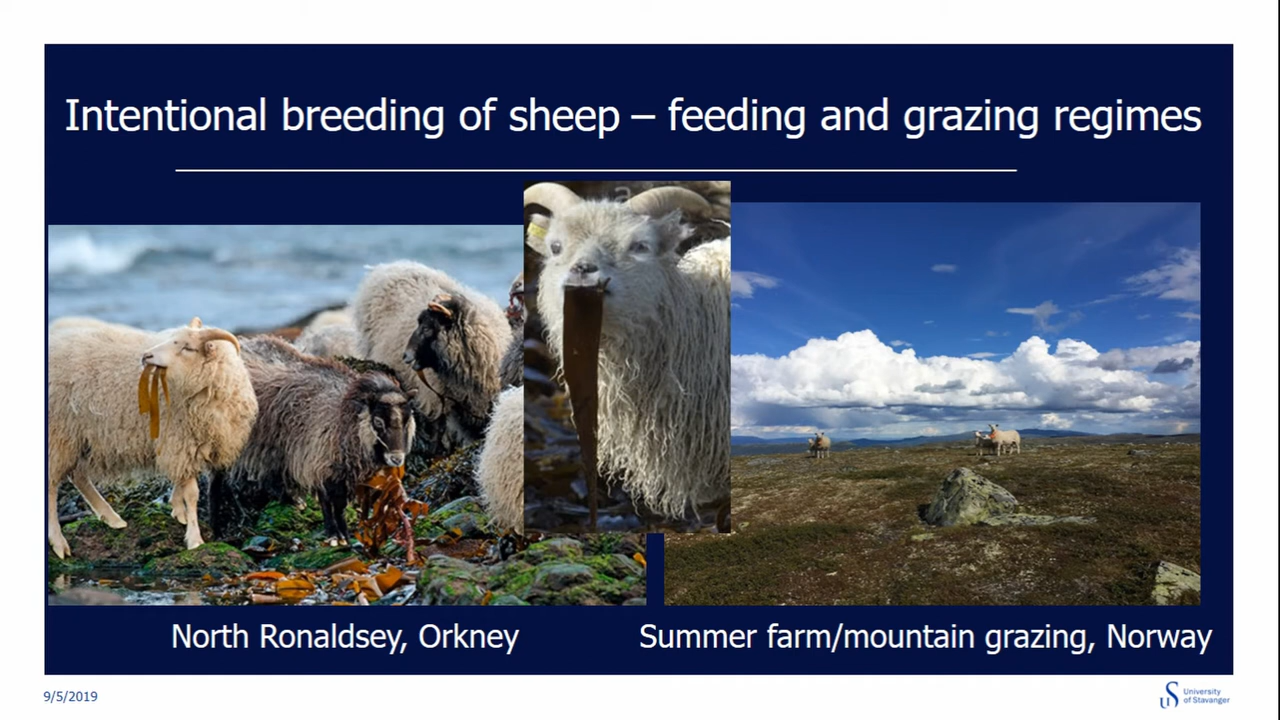 Intentional breeding of sheep – feeding and grazing regimes
North Ronaldsey, Orkney
Summer farm/mountain grazing, Norway
9/5/2019
University
of Stavanger